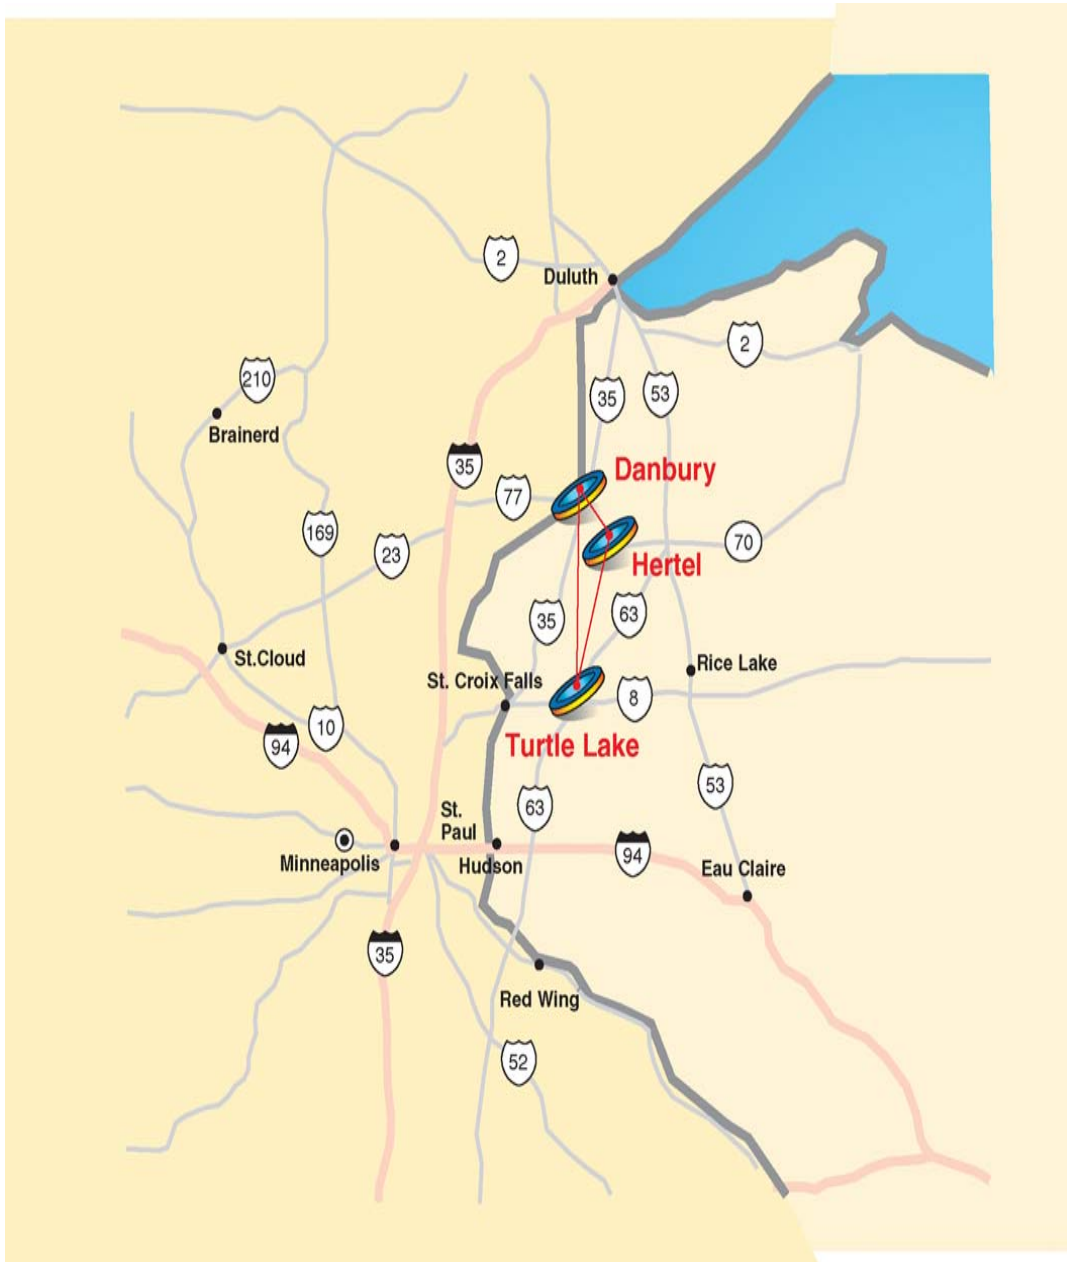 2
Duluth
2
210
35
53
Brainerd
35
Danbury
77
169
23
70
Hertel
35
63
St.Cloud
Rice Lake
St. Croix Falls
8
10
94
Turtle Lake
53
63
St.
Paul
Minneapolis
Hudson
94
Eau Claire
35
Red Wing
52